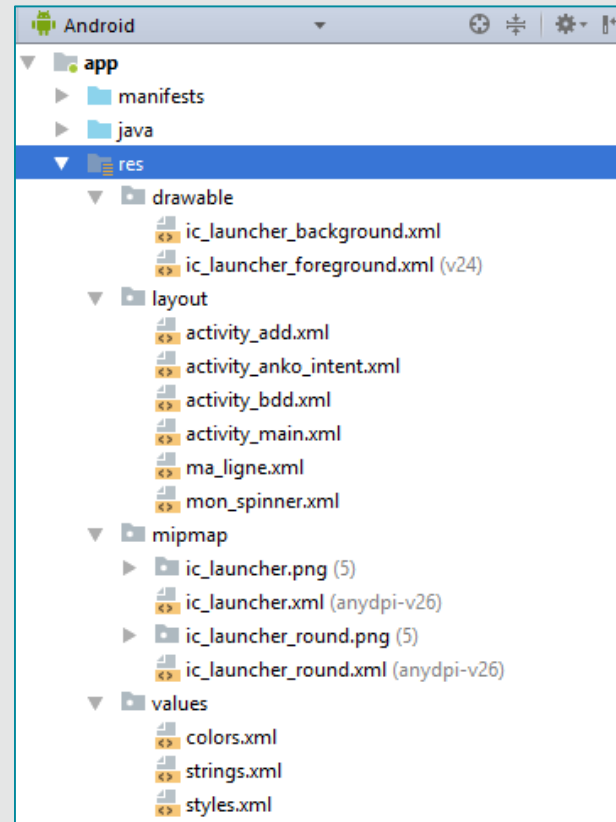 Android
app
manifests
java
res
drawable
ic_launcher_background.xml
ic_launcher_foreground.xml (v24)
layout
activity_add.xml
activity_anko_intent.xml
activity_bdd.xml
activity_main.xml
ma_ligne.xml
mon_spinner.xml
mipmap
ic_launcher.png (5)
ic_launcher.xml (anydpi-v26)
ic_launcher_round.png (5)
ic_launcher_round.xml (anydpi-v26)
values
colors.xml
strings.xml
styles.xml